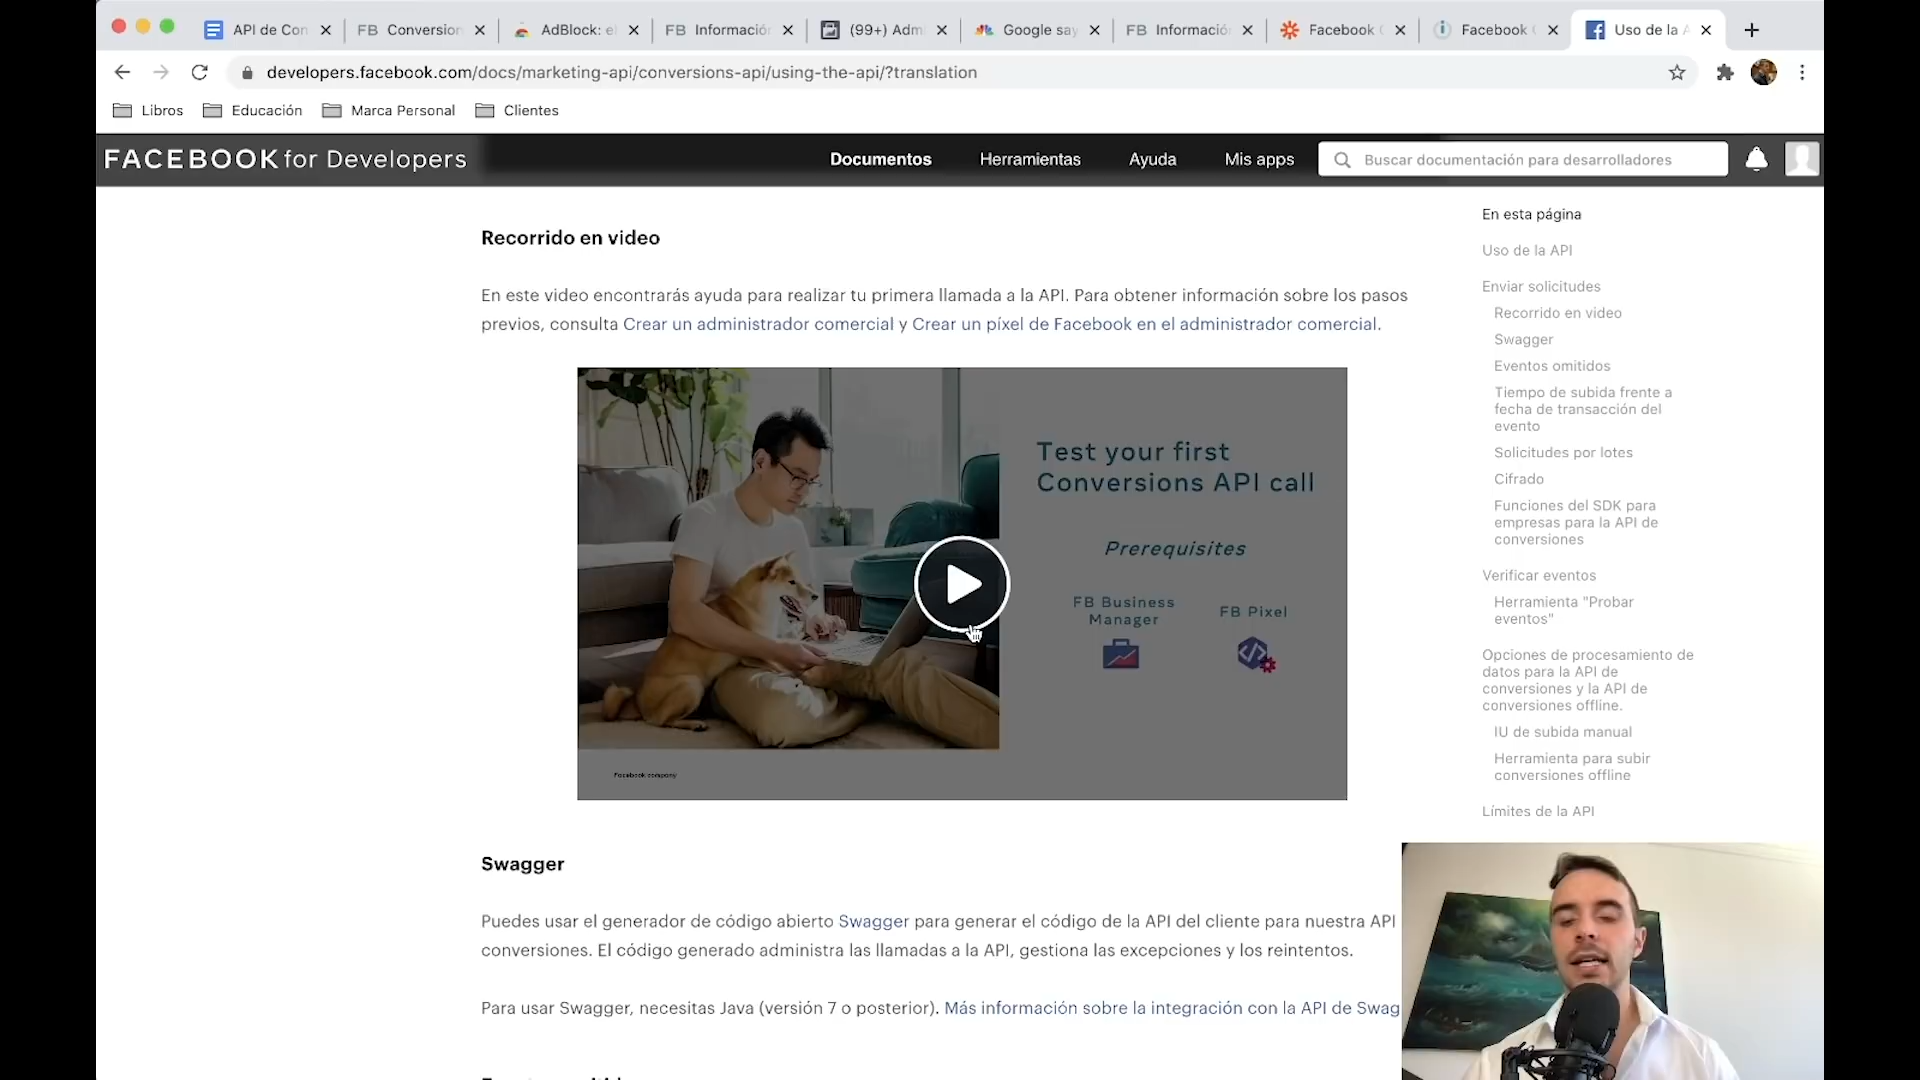 API de Con
FB Conversion
AdBlock: el
FB Información
(99+) Admi
Google say
FB Informació
Facebook C
Facebook C
Uso de la A
developers.facebook.com/docs/marketing-api/conversions-api/using-the-api/?translation
Libros
Educación
Marca Personal
Clientes
FACEBOOK for Developers
Documentos
Herramientas
Ayuda
Mis apps
Buscar documentación para desarrolladores
Recorrido en video
En este video encontrarás ayuda para realizar tu primera llamada a la API. Para obtener información sobre los pasos
previos, consulta Crear un administrador comercial y Crear un píxel de Facebook en el administrador comercial.
Test your first
Conversions API call
Prerequisites
FB Business
Manager
FB Pixel
Facebook company
Swagger
Puedes usar el generador de código abierto Swagger para generar el código de la API del cliente para nuestra API
conversiones. El código generado administra las llamadas a la API, gestiona las excepciones y los reintentos.
Para usar Swagger, necesitas Java (versión 7 o posterior). Más información sobre la integración con la API de Swag
En esta página
Uso de la API
Enviar solicitudes
Recorrido en video
Swagger
Eventos omitidos
Tiempo de subida frente a
fecha de transacción del
evento
Solicitudes por lotes
Cifrado
Funciones del SDK para
empresas para la API de
conversiones
Verificar eventos
Herramienta "Probar
eventos"
Opciones de procesamiento de
datos para la API de
conversiones y la API de
conversiones offline.
IU de subida manual
Herramienta para subir
conversiones offline
Límites de la API